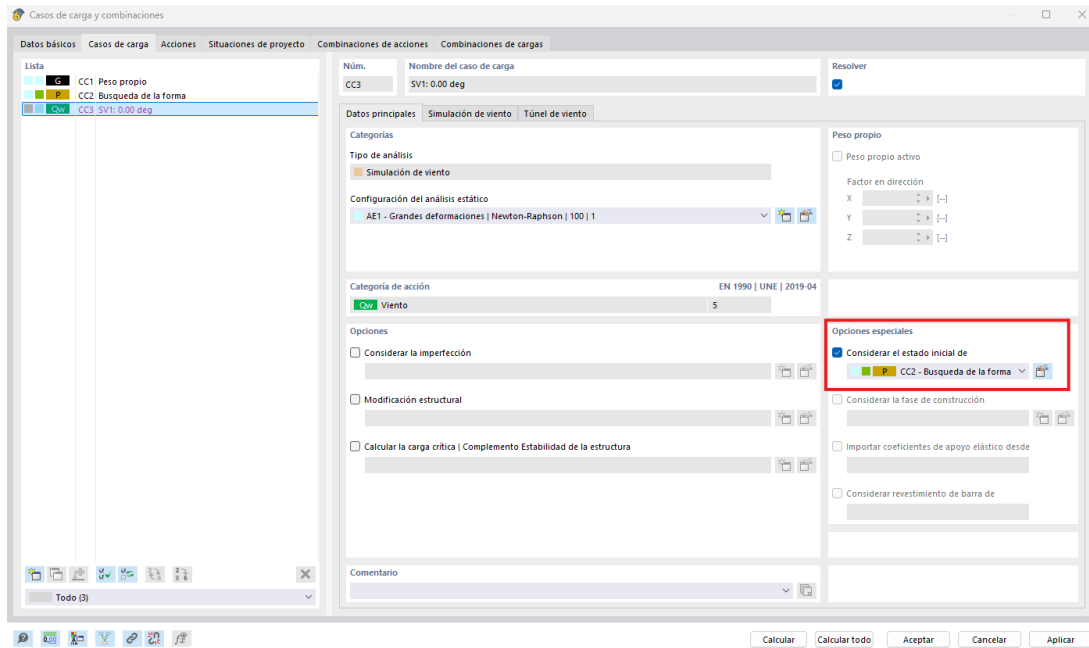 Casos de carga y combinaciones
Datos básicos Casos de carga Acciones Situaciones de proyecto Combinaciones de acciones Combinaciones de cargas
Lista
G CC1 Peso propio
P CC2 Busqueda de la forma
Qw CC3 SV1: 0.00 deg
Todo (3)
Núm. Nombre del caso de carga
CC3 SV1: 0.00 deg
Resolver
Datos principales Simulación de viento Túnel de viento
Categorías
Tipo de análisis
Simulación de viento
Configuración del análisis estático
AE1 - Grandes deformaciones | Newton-Raphson | 100 | 1
Peso propio
Peso propio activo
Factor en dirección
X [--]
Y [--]
Z [--]
Categoría de acción EN 1990 | UNE | 2019-04
Qw Viento 5
Opciones
Considerar la imperfección
Modificación estructural
Calcular la carga crítica | Complemento Estabilidad de la estructura
Opciones especiales
Considerar el estado inicial de
P CC2 - Busqueda de la forma
Considerar la fase de construcción
Importar coeficientes de apoyo elástico desde
Considerar revestimiento de barra de
Comentario
Calcular Calcular todo Aceptar Cancelar Aplicar